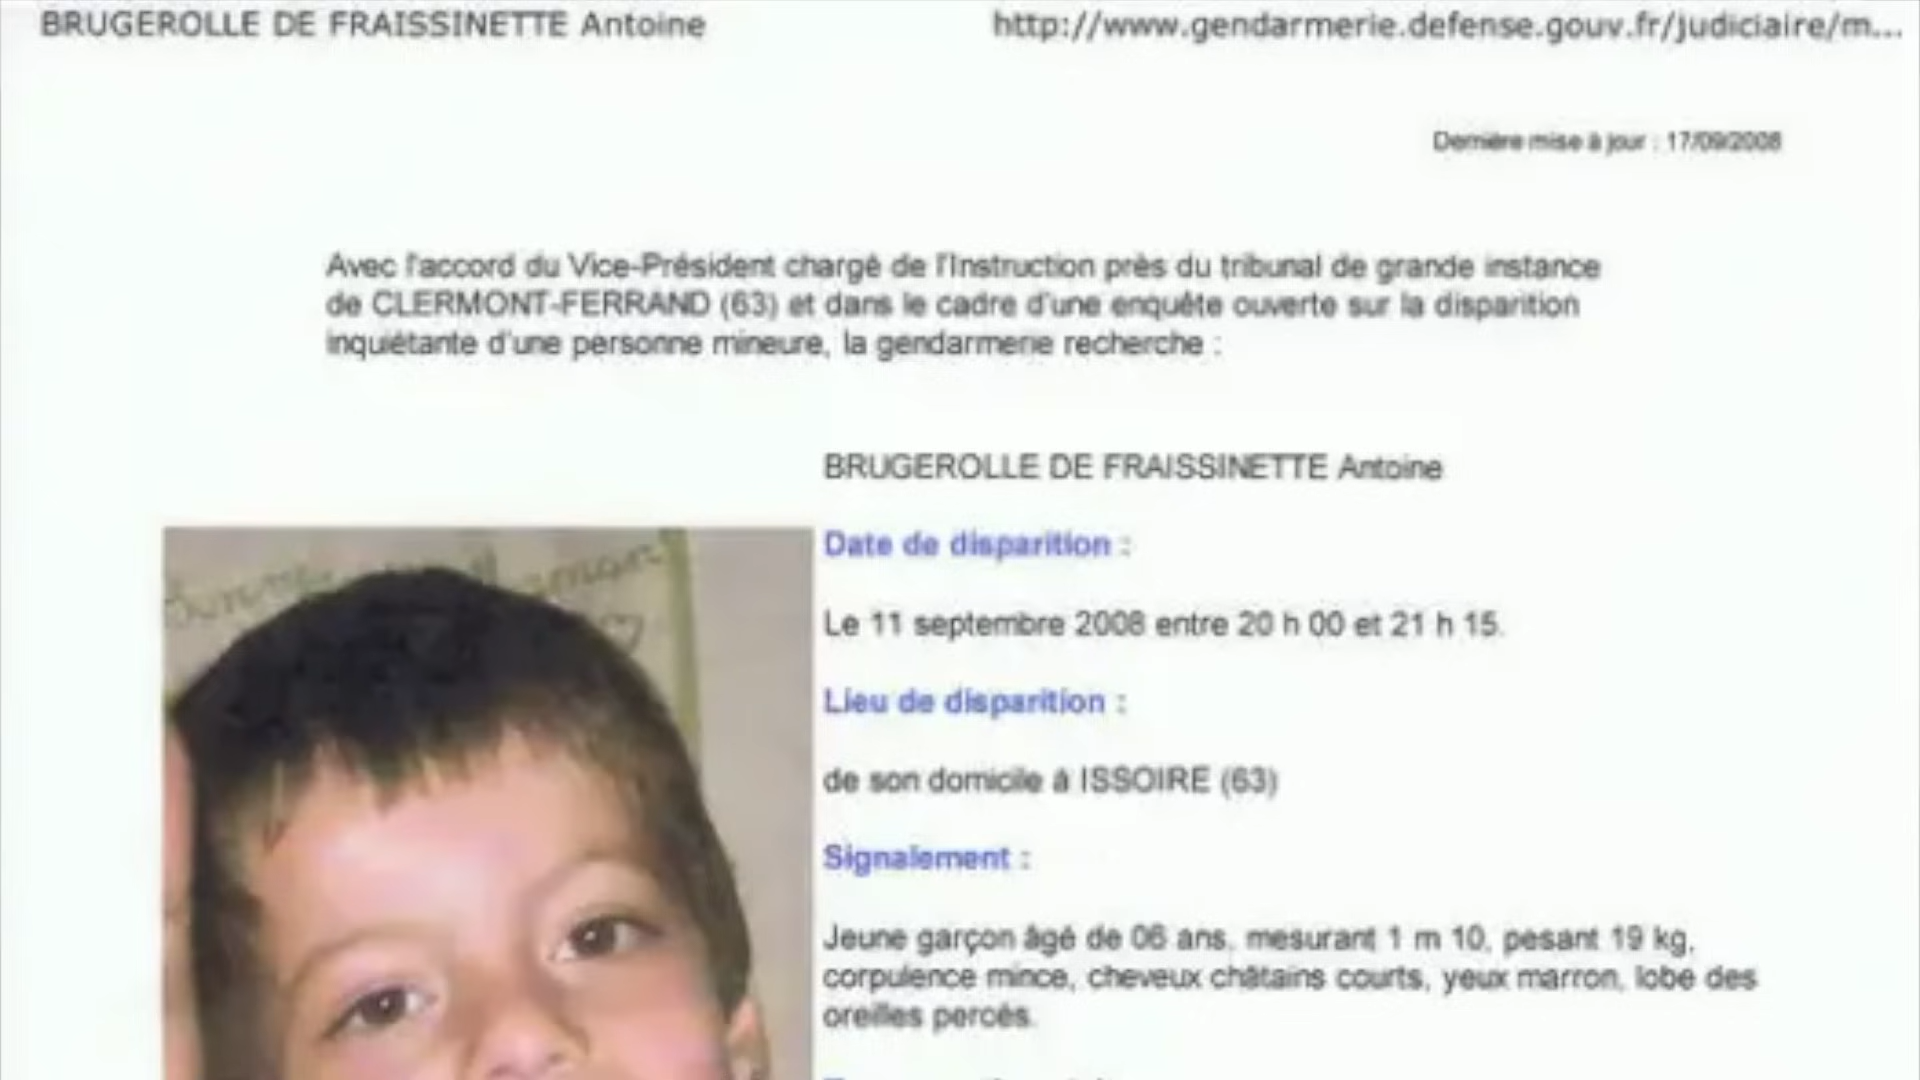 BRUGEROLLE DE FRAISSINETTE Antoine
http://www.gendarmerie.defense.gouv.fr/judiciaire/m...
Dernière mise à jour : 17/09/2008
Avec l'accord du Vice-Président chargé de l'Instruction près du tribunal de grande instance
de CLERMONT-FERRAND (63) et dans le cadre d'une enquête ouverte sur la disparition
inquiétante d'une personne mineure, la gendarmerie recherche :
BRUGEROLLE DE FRAISSINETTE Antoine
Date de disparition :
Le 11 septembre 2008 entre 20 h 00 et 21 h 15.
Lieu de disparition :
de son domicile à ISSOIRE (63)
Signalement :
Jeune garçon âgé de 06 ans, mesurant 1 m 10, pesant 19 kg,
corpulence mince, cheveux châtains courts, yeux marron, lobe des
oreilles percés.